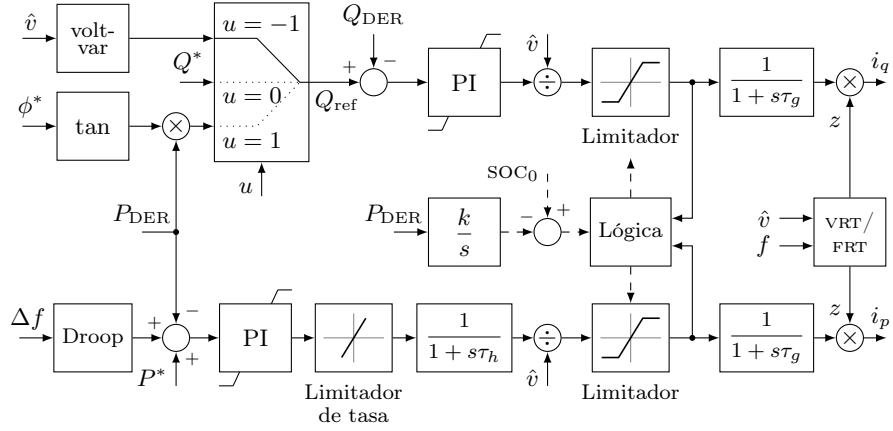 v̂
volt-
var
u = −1
Q*
u = 0
ϕ*
tan
×
u = 1
u
Q_ref
+
Q_DER
−
PI
v̂
÷
Limitador
1
1 + sτ_g
×
i_q
z
P_DER
P_DER
k
s
SOC₀
−
+
Lógica
v̂
f
VRT/
FRT
Δf
Droop
+
−
+
P*
PI
Limitador
de tasa
1
1 + sτ_h
÷
v̂
Limitador
1
1 + sτ_g
z
×
i_p